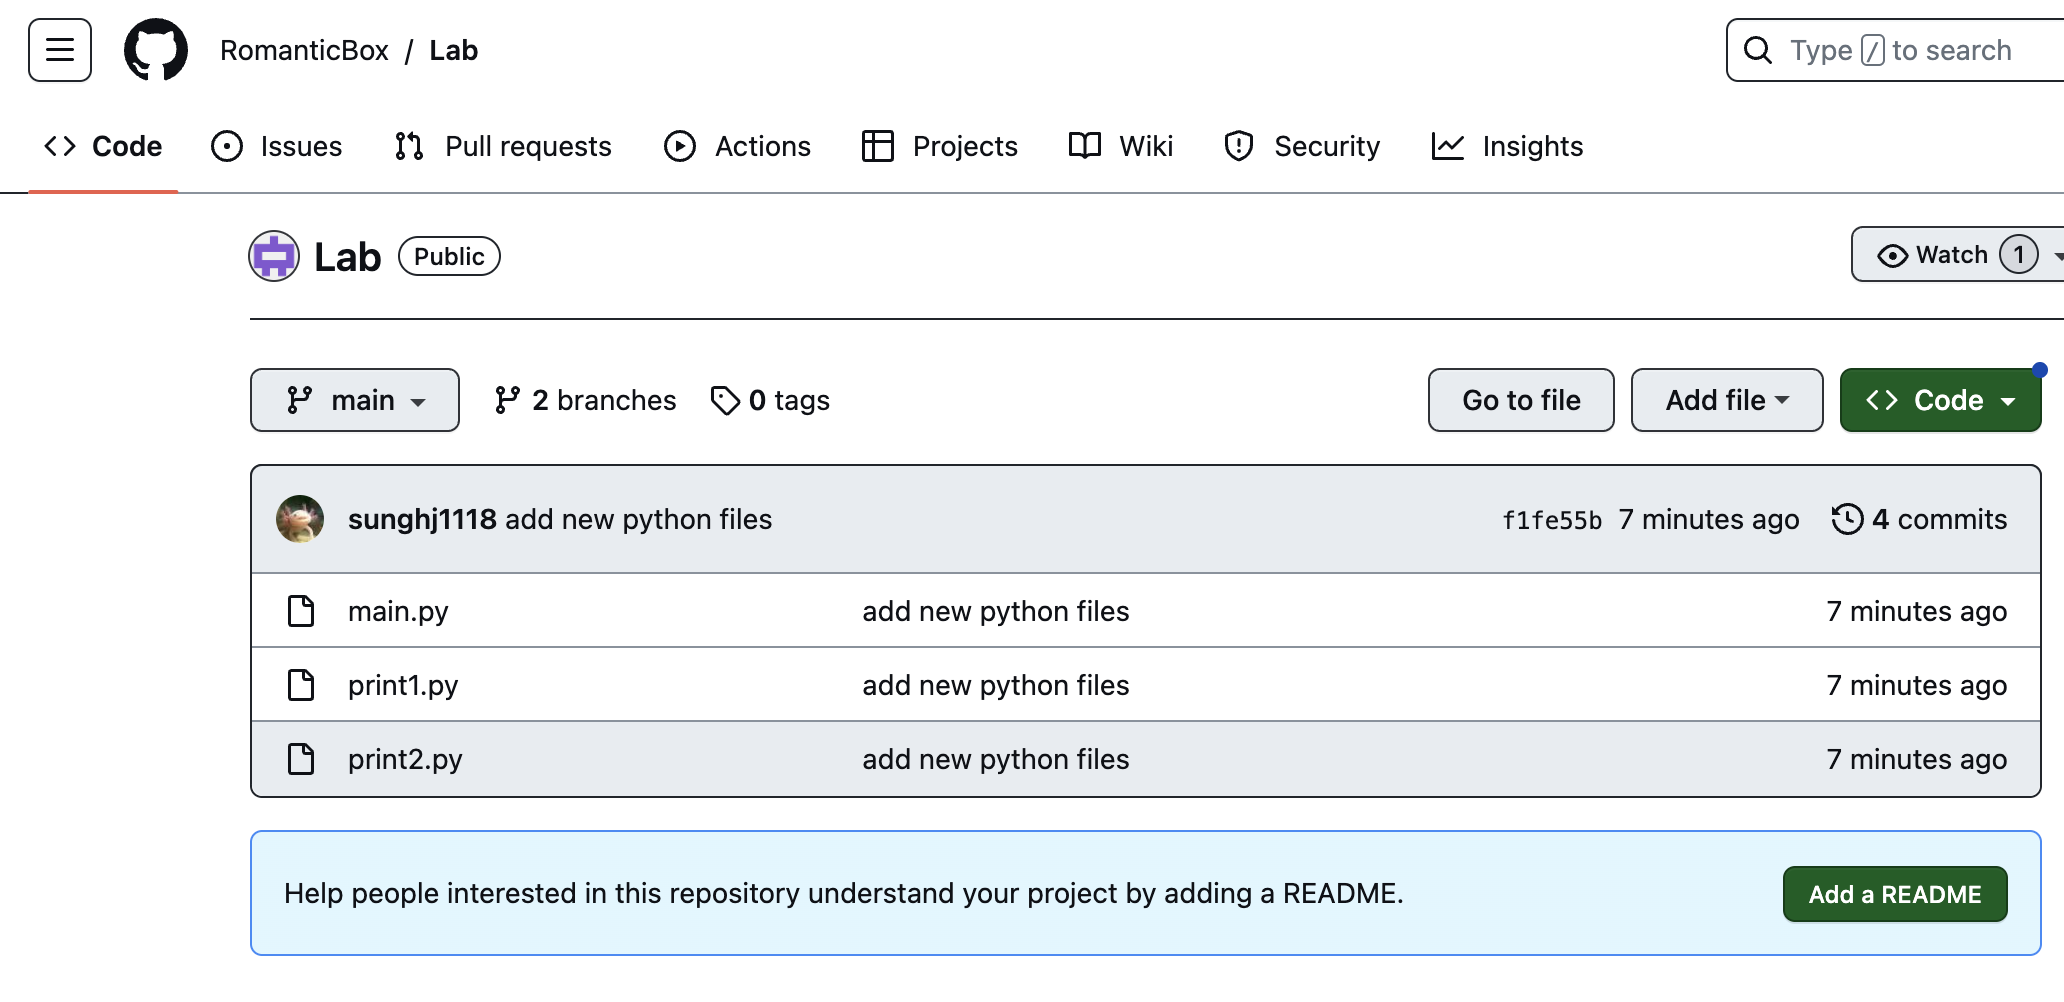 RomanticBox / Lab
Type / to search
Code Issues Pull requests Actions Projects Wiki Security Insights
Lab Public
Watch 1
main 2 branches 0 tags Go to file Add file Code
sunghj1118 add new python files f1fe55b 7 minutes ago 4 commits
main.py add new python files 7 minutes ago
print1.py add new python files 7 minutes ago
print2.py add new python files 7 minutes ago
Help people interested in this repository understand your project by adding a README. Add a README